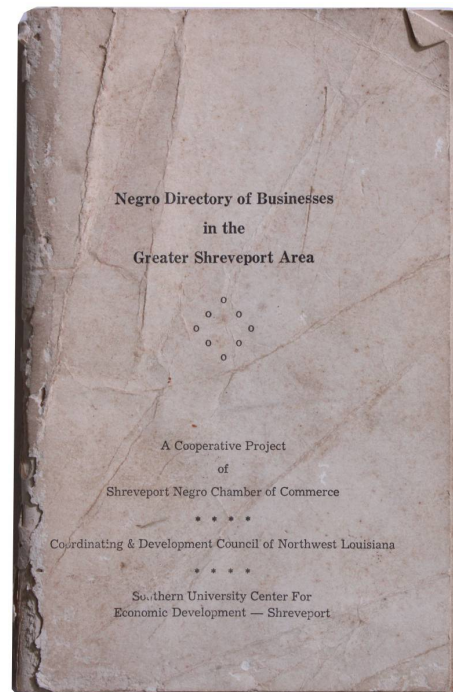 Negro Directory of Businesses
in the
Greater Shreveport Area
o
o o
o o
o o
o
A Cooperative Project
of
Shreveport Negro Chamber of Commerce
* * * *
Coordinating & Development Council of Northwest Louisiana
* * * *
Southern University Center For
Economic Development — Shreveport